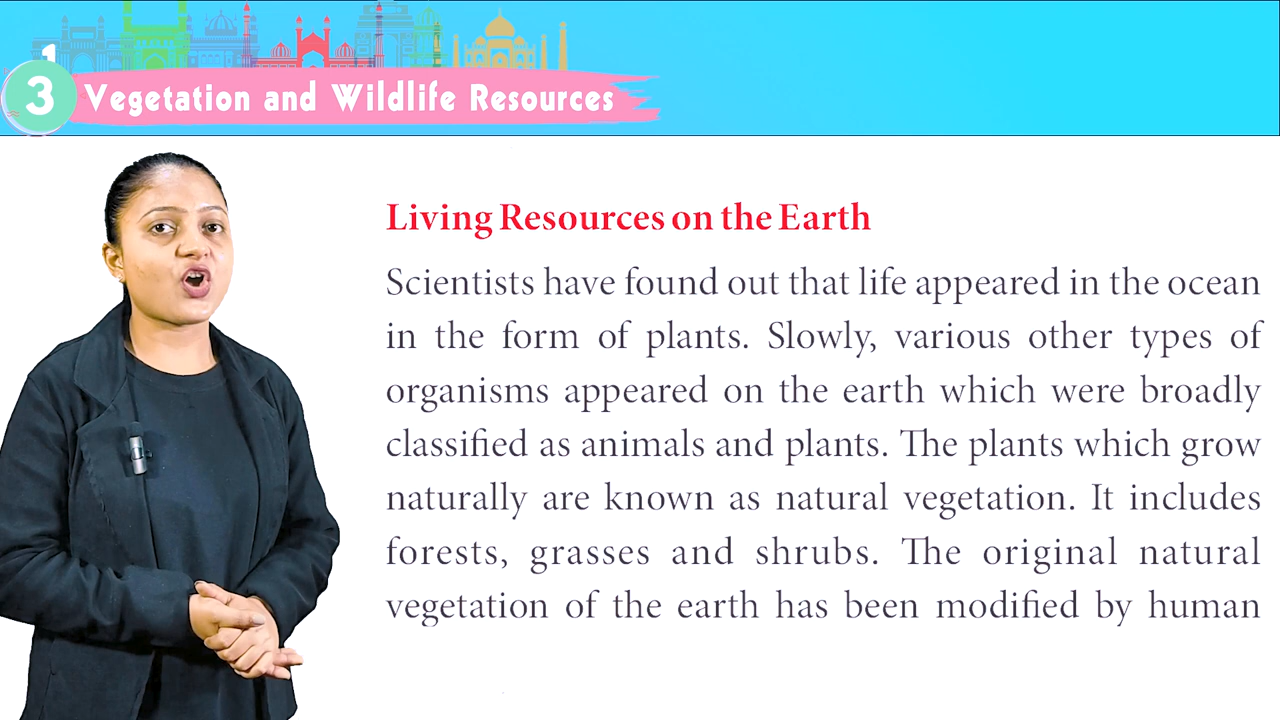 1
3 Vegetation and Wildlife Resources
Living Resources on the Earth
Scientists have found out that life appeared in the ocean
in the form of plants. Slowly, various other types of
organisms appeared on the earth which were broadly
classified as animals and plants. The plants which grow
naturally are known as natural vegetation. It includes
forests, grasses and shrubs. The original natural
vegetation of the earth has been modified by human